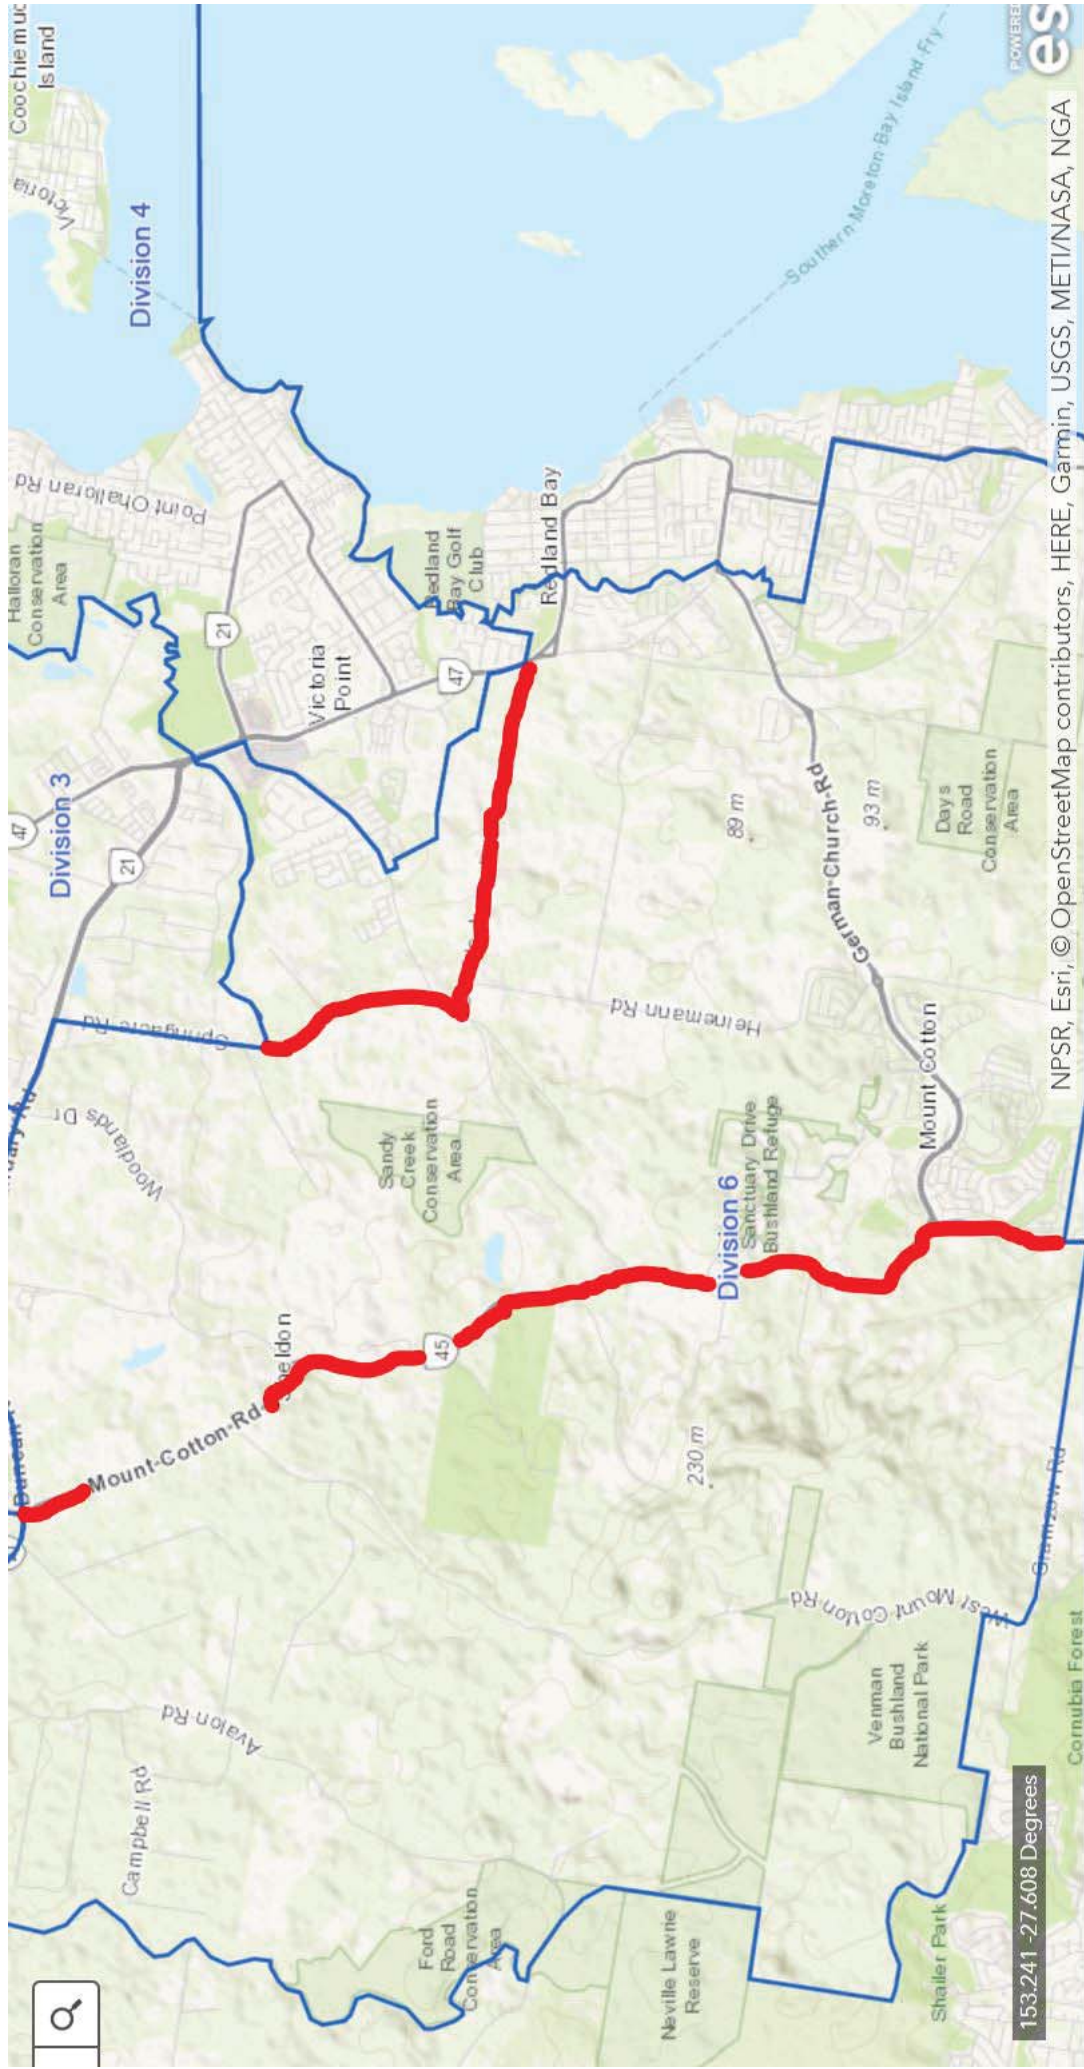 Coochiemud
Island
Victoria
Division 4
Point Ohalloran Rd
Halloran
Conservation
Area
21
Victoria
Point
47
Redland
Bay Golf
Club
Redland Bay
Southern-Moreton-Bay Island-Fry
POWERED
es
Division 3
47
21
Springacre Rd
Woodlands Dr
Rd
Sandy
Creek
Conservation
Area
Heinemann Rd
89 m
93 m
German-Church-Rd
Days
Road
Conservation
Area
Mount Cotton
Division 6
Sanctuary Drive
Bushland Refuge
45
Duncan
Mount-Cotton-Rd
eldon
230 m
West Mount Cotton Rd
Rd
Avalon Rd
Campbell Rd
Venman
Bushland
National Park
Cornubia Forest
Ford
Road
Conservation
Area
Neville Lawrie
Reserve
Shailer Park
153.241 -27.608 Degrees
NPSR, Esri, © OpenStreetMap contributors, HERE, Garmin, USGS, METI/NASA, NGA